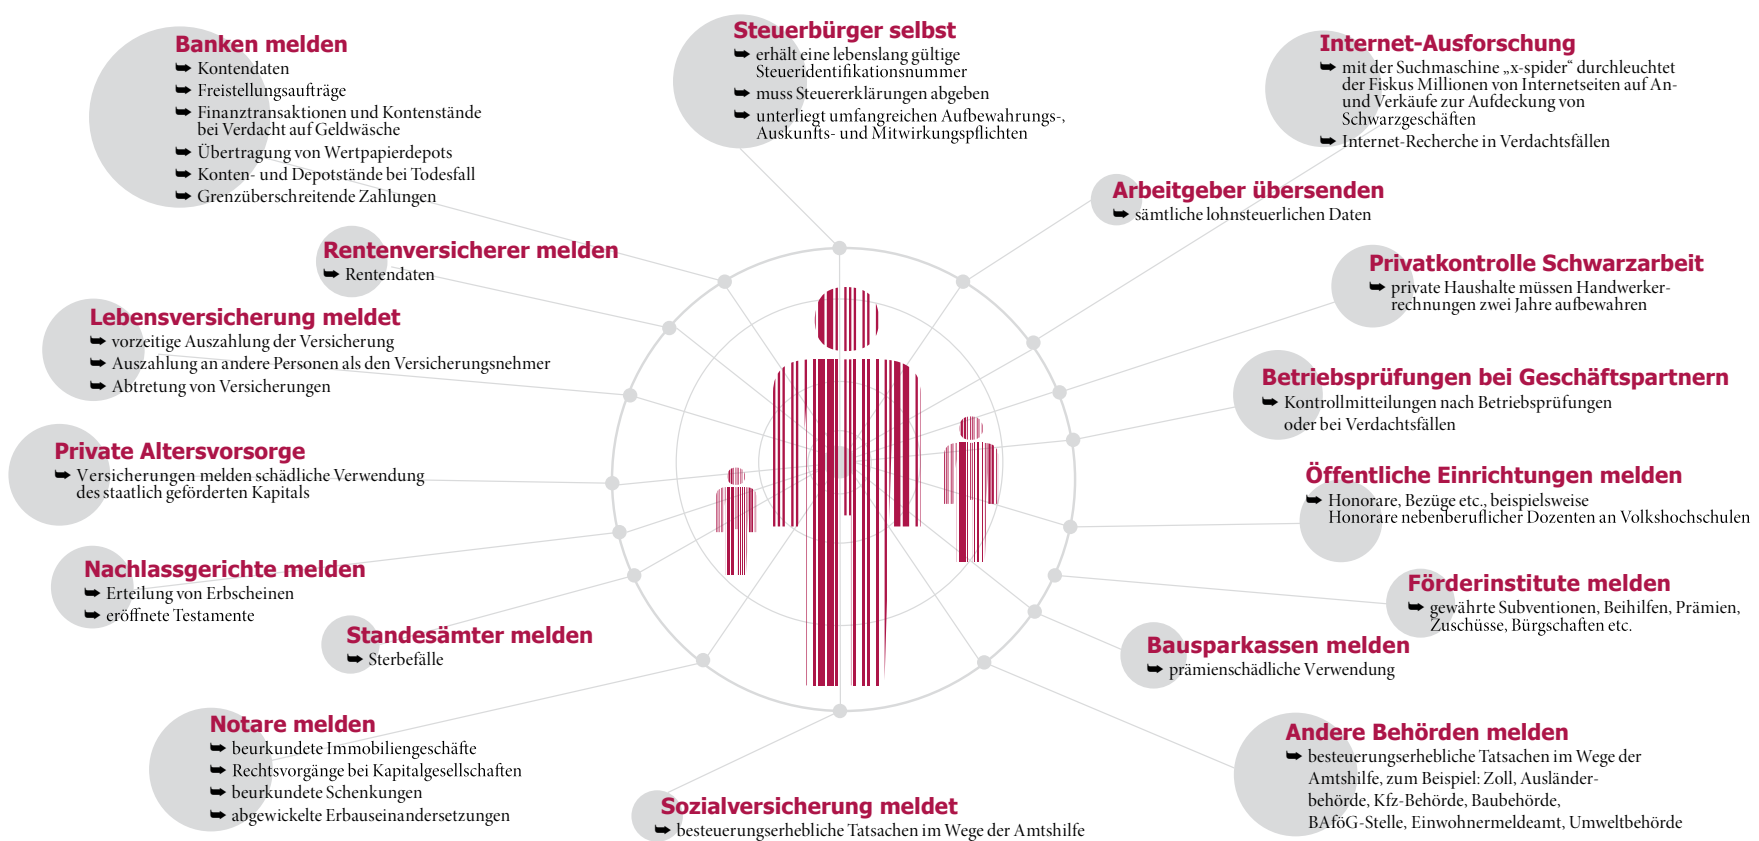 Banken melden
➥ Kontendaten
➥ Freistellungsaufträge
➥ Finanztransaktionen und Kontenstände
bei Verdacht auf Geldwäsche
➥ Übertragung von Wertpapierdepots
➥ Konten- und Depotstände bei Todesfall
➥ Grenzüberschreitende Zahlungen
Steuerbürger selbst
➥ erhält eine lebenslang gültige
Steueridentifikationsnummer
➥ muss Steuererklärungen abgeben
➥ unterliegt umfangreichen Aufbewahrungs-,
Auskunfts- und Mitwirkungspflichten
Internet-Ausforschung
➥ mit der Suchmaschine „x-spider“ durchleuchtet
der Fiskus Millionen von Internetseiten auf An-
und Verkäufe zur Aufdeckung von
Schwarzgeschäften
➥ Internet-Recherche in Verdachtsfällen
Arbeitgeber übersenden
➥ sämtliche lohnsteuerlichen Daten
Rentenversicherer melden
➥ Rentendaten
Privatkontrolle Schwarzarbeit
➥ private Haushalte müssen Handwerker-
rechnungen zwei Jahre aufbewahren
Lebensversicherung meldet
➥ vorzeitige Auszahlung der Versicherung
➥ Auszahlung an andere Personen als den Versicherungsnehmer
➥ Abtretung von Versicherungen
Betriebsprüfungen bei Geschäftspartnern
➥ Kontrollmitteilungen nach Betriebsprüfungen
oder bei Verdachtsfällen
Private Altersvorsorge
➥ Versicherungen melden schädliche Verwendung
des staatlich geförderten Kapitals
Öffentliche Einrichtungen melden
➥ Honorare, Bezüge etc., beispielsweise
Honorare nebenberuflicher Dozenten an Volkshochschulen
Nachlassgerichte melden
➥ Erteilung von Erbscheinen
➥ eröffnete Testamente
Förderinstitute melden
➥ gewährte Subventionen, Beihilfen, Prämien,
Zuschüsse, Bürgschaften etc.
Standesämter melden
➥ Sterbefälle
Bausparkassen melden
➥ prämienschädliche Verwendung
Notare melden
➥ beurkundete Immobiliengeschäfte
➥ Rechtsvorgänge bei Kapitalgesellschaften
➥ beurkundete Schenkungen
➥ abgewickelte Erbauseinandersetzungen
Andere Behörden melden
➥ besteuerungserhebliche Tatsachen im Wege der
Amtshilfe, zum Beispiel: Zoll, Ausländer-
behörde, Kfz-Behörde, Baubehörde,
BAföG-Stelle, Einwohnermeldeamt, Umweltbehörde
Sozialversicherung meldet
➥ besteuerungserhebliche Tatsachen im Wege der Amtshilfe